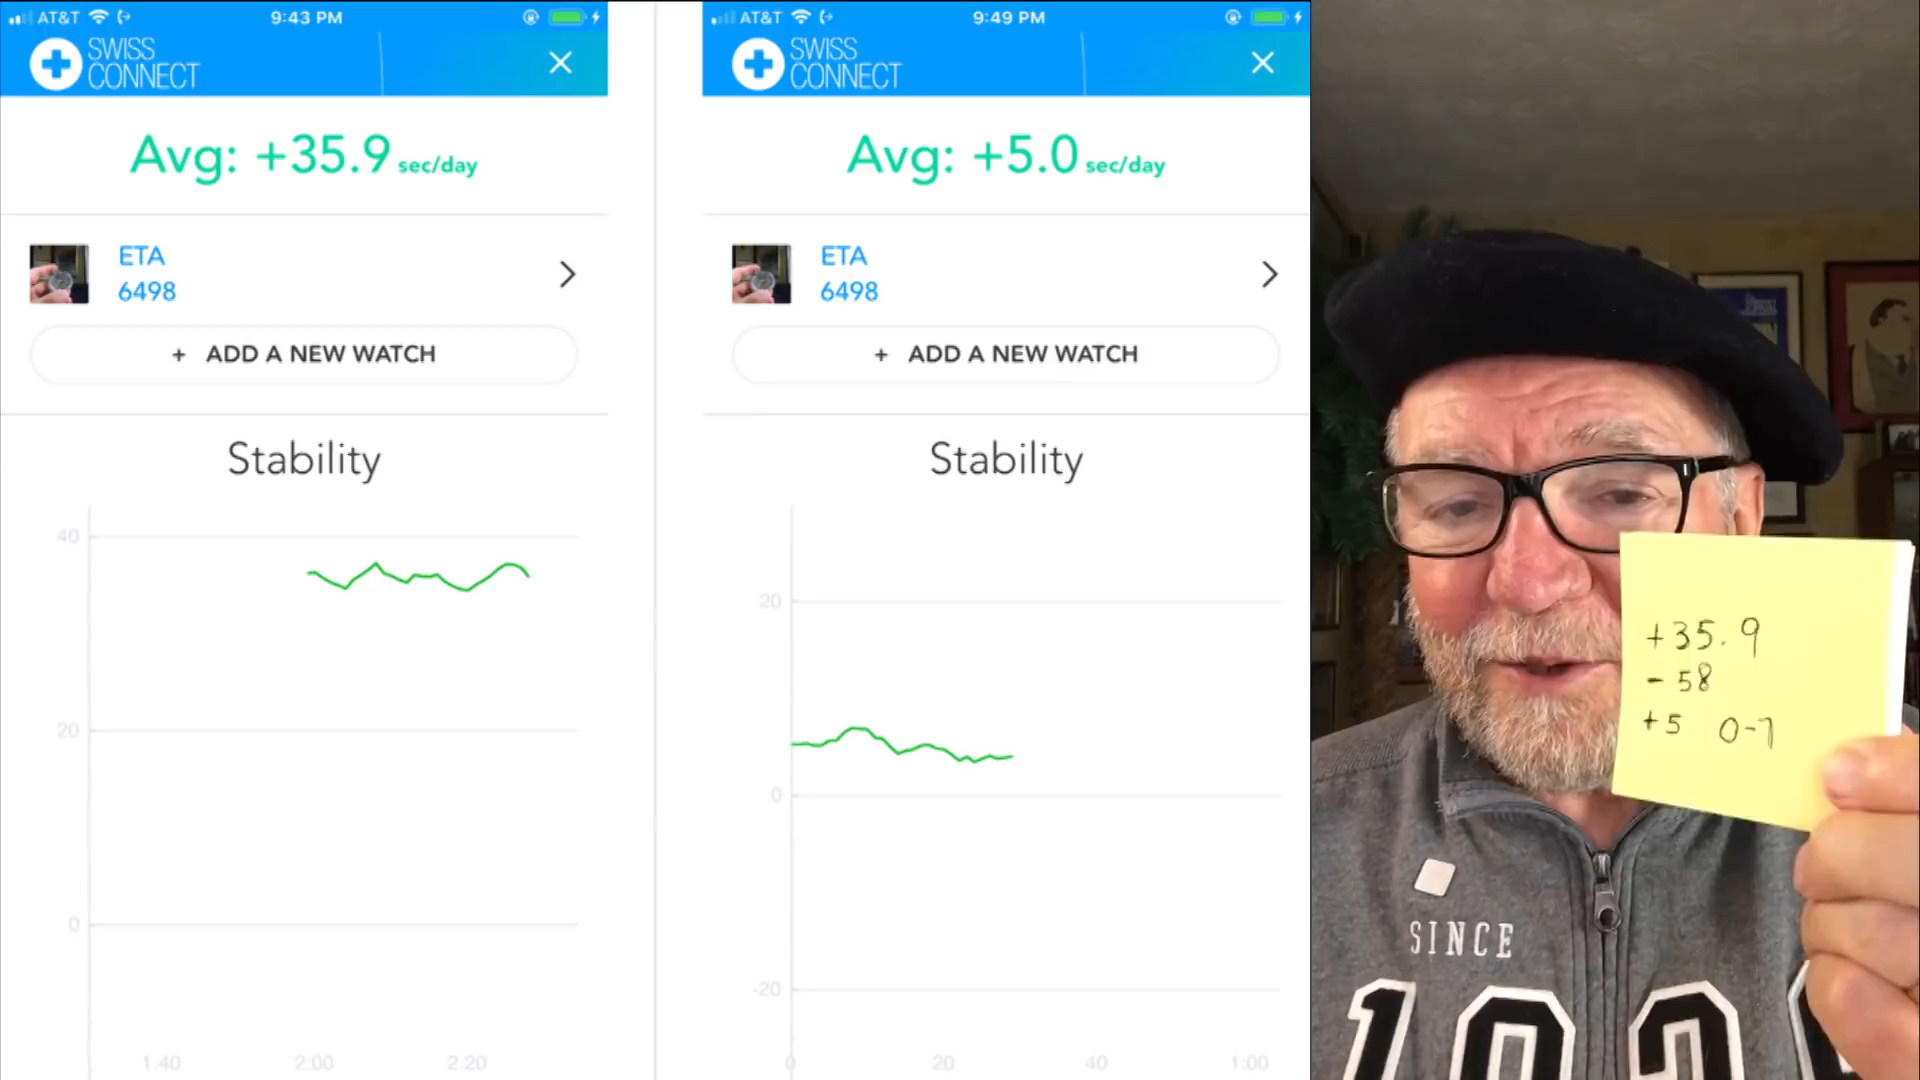 AT&T
9:43 PM
SWISS
CONNECT
Avg: +35.9 sec/day
ETA
6498
+ ADD A NEW WATCH
Stability
40
20
0
1:40 2:00 2:20
AT&T
9:49 PM
SWISS
CONNECT
Avg: +5.0 sec/day
ETA
6498
+ ADD A NEW WATCH
Stability
20
0
-20
0 20 40 1:00
+35.9
- 58
+5 0-7
SINCE